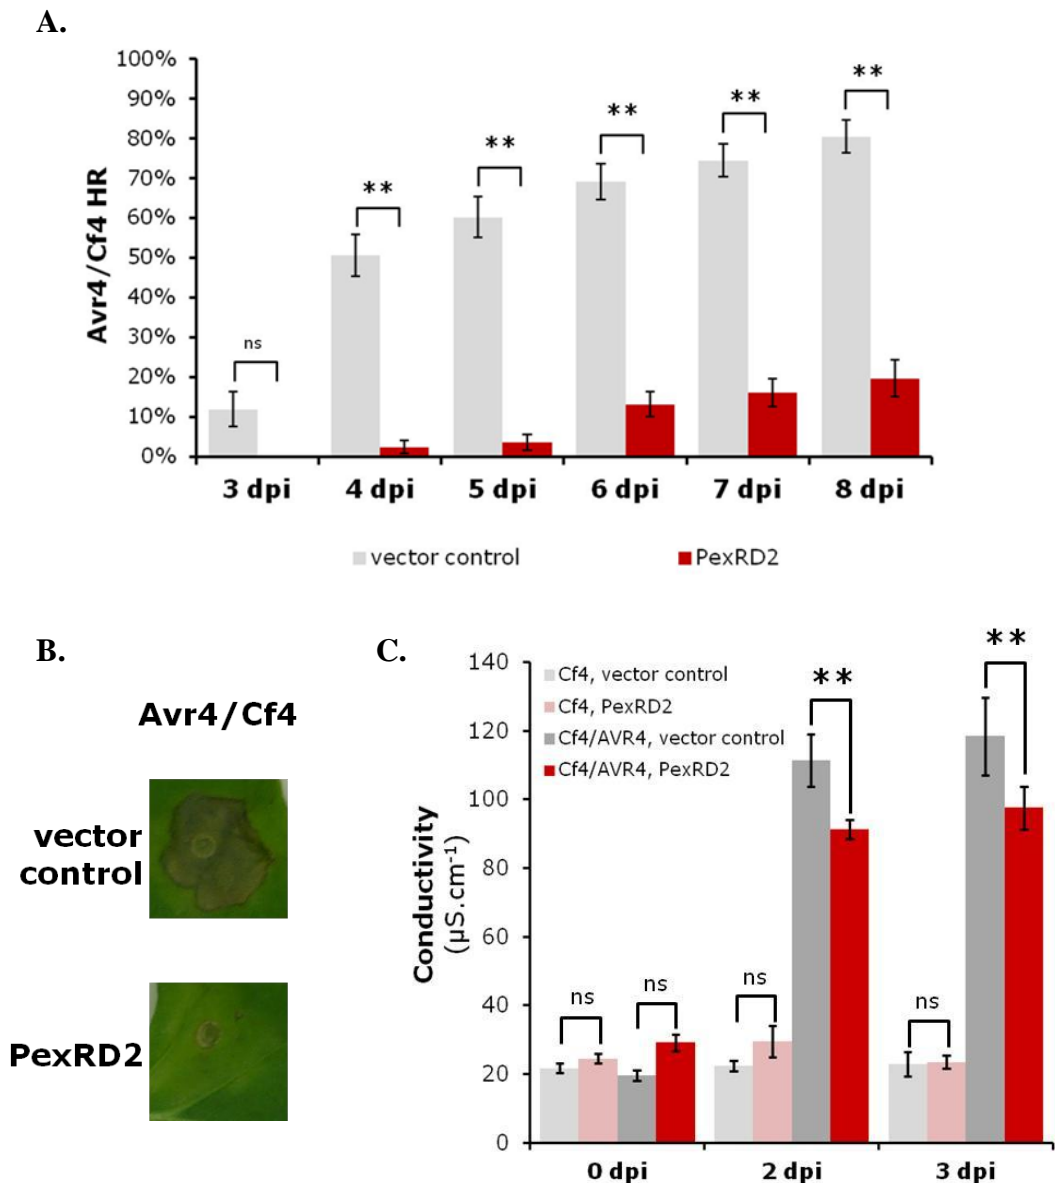 A.
100%
90%
80%
70%
60%
50%
40%
30%
20%
10%
0%
Avr4/Cf4 HR
ns
**
**
**
**
**
3 dpi 4 dpi 5 dpi 6 dpi 7 dpi 8 dpi
vector control PexRD2
B.
Avr4/Cf4
vector
control
PexRD2
C.
140
120
100
80
60
40
20
0
Conductivity
(µS.cm⁻¹)
Cf4, vector control
Cf4, PexRD2
Cf4/AVR4, vector control
Cf4/AVR4, PexRD2
ns
ns
ns
**
ns
**
0 dpi 2 dpi 3 dpi